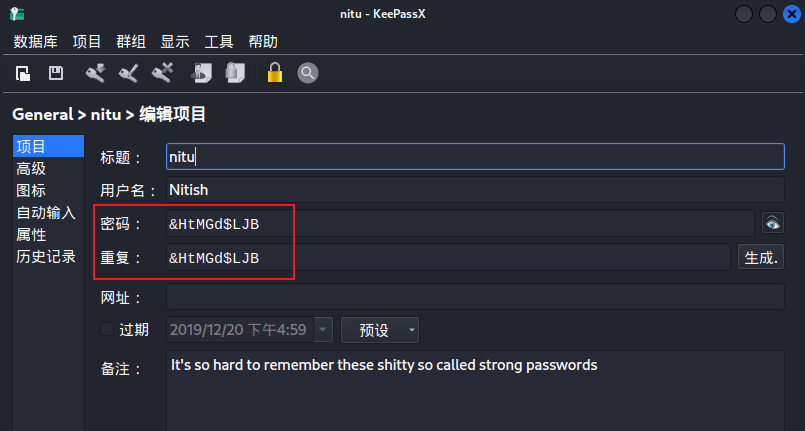 nitu - KeePassX
数据库 项目 群组 显示 工具 帮助
General > nitu > 编辑项目
项目
高级
图标
自动输入
属性
历史记录
标题：
nitu
用户名：
Nitish
密码：
&HtMGd$LJB
重复：
&HtMGd$LJB
生成.
网址：
过期
2019/12/20 下午4:59
预设
备注：
It's so hard to remember these shitty so called strong passwords